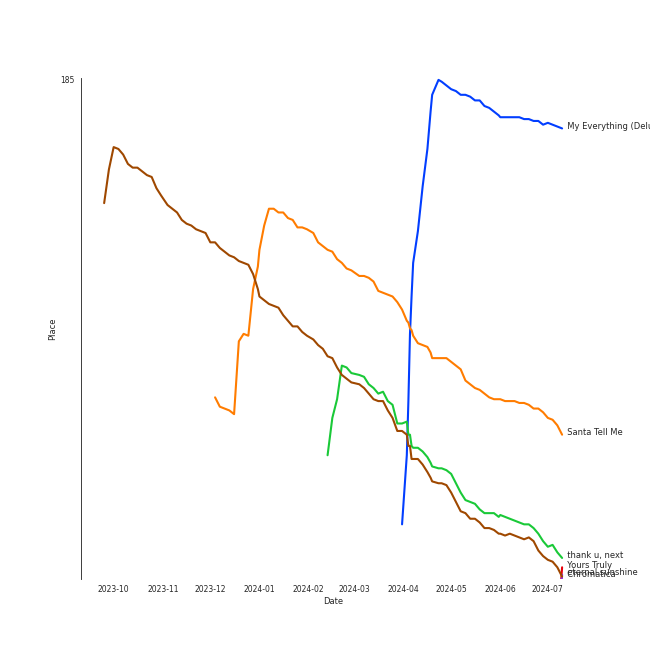 185
My Everything (Delu
Place
Santa Tell Me
thank u, next
Yours Truly
eternal sunshine
Chromatica
2023-10
2023-11
2023-12
2024-01
2024-02
2024-03
2024-04
2024-05
2024-06
2024-07
Date